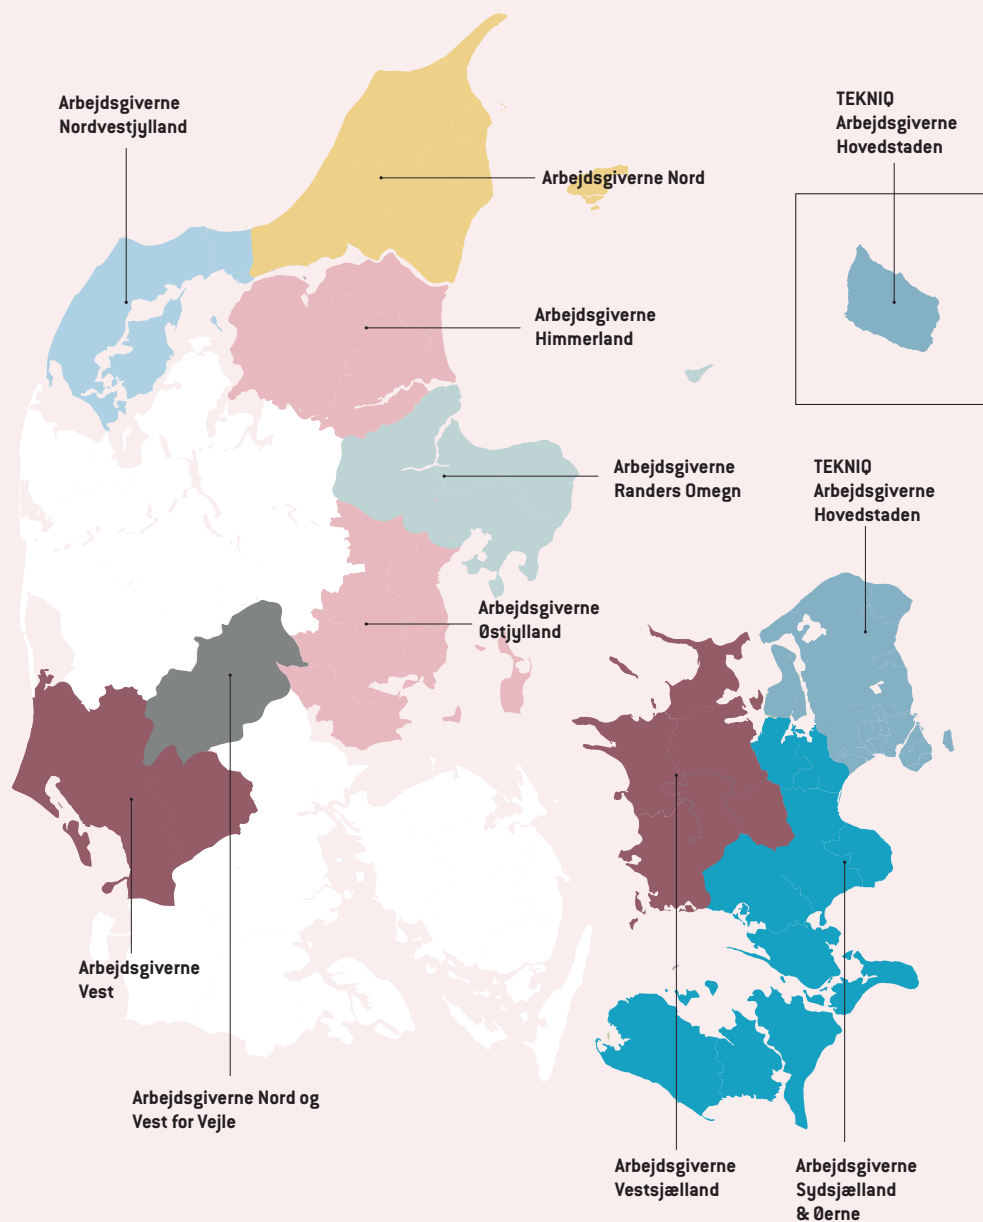 Arbejdsgiverne
Nordvestjylland
TEKNIQ
Arbejdsgiverne
Hovedstaden
Arbejdsgiverne Nord
Arbejdsgiverne
Himmerland
Arbejdsgiverne
Randers Omegn
TEKNIQ
Arbejdsgiverne
Hovedstaden
Arbejdsgiverne
Østjylland
Arbejdsgiverne
Vest
Arbejdsgiverne Nord og
Vest for Vejle
Arbejdsgiverne
Vestsjælland
Arbejdsgiverne
Sydsjælland
& Øerne